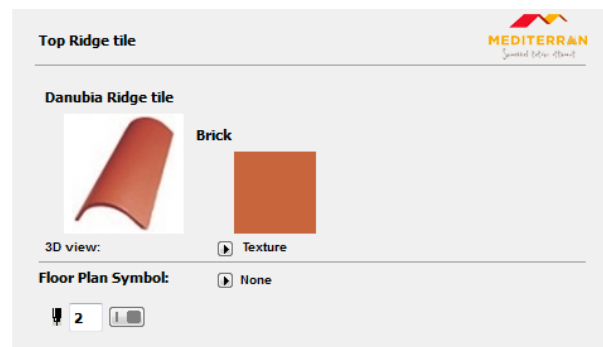 Top Ridge tile
MEDITERRAN
Danubia Ridge tile
Brick
3D view:
Texture
Floor Plan Symbol:
None
2